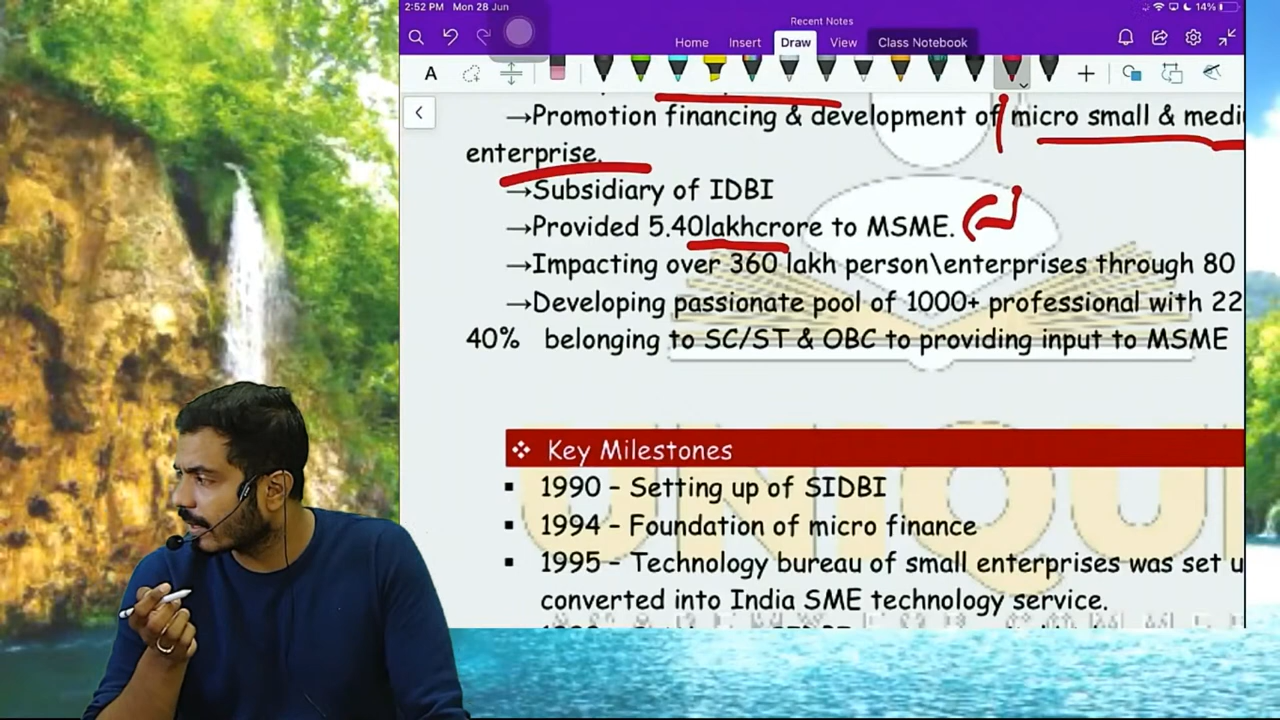 2:52 PM Mon 28 Jun
14%
Recent Notes
Home Insert Draw View Class Notebook
A
→Promotion financing & development of micro small & medi
enterprise.
→Subsidiary of IDBI
→Provided 5.40lakhcrore to MSME.
→Impacting over 360 lakh person\enterprises through 80
→Developing passionate pool of 1000+ professional with 22
40% belonging to SC/ST & OBC to providing input to MSME
❖ Key Milestones
▪ 1990 – Setting up of SIDBI
▪ 1994 – Foundation of micro finance
▪ 1995 – Technology bureau of small enterprises was set u
converted into India SME technology service.
UNIQU